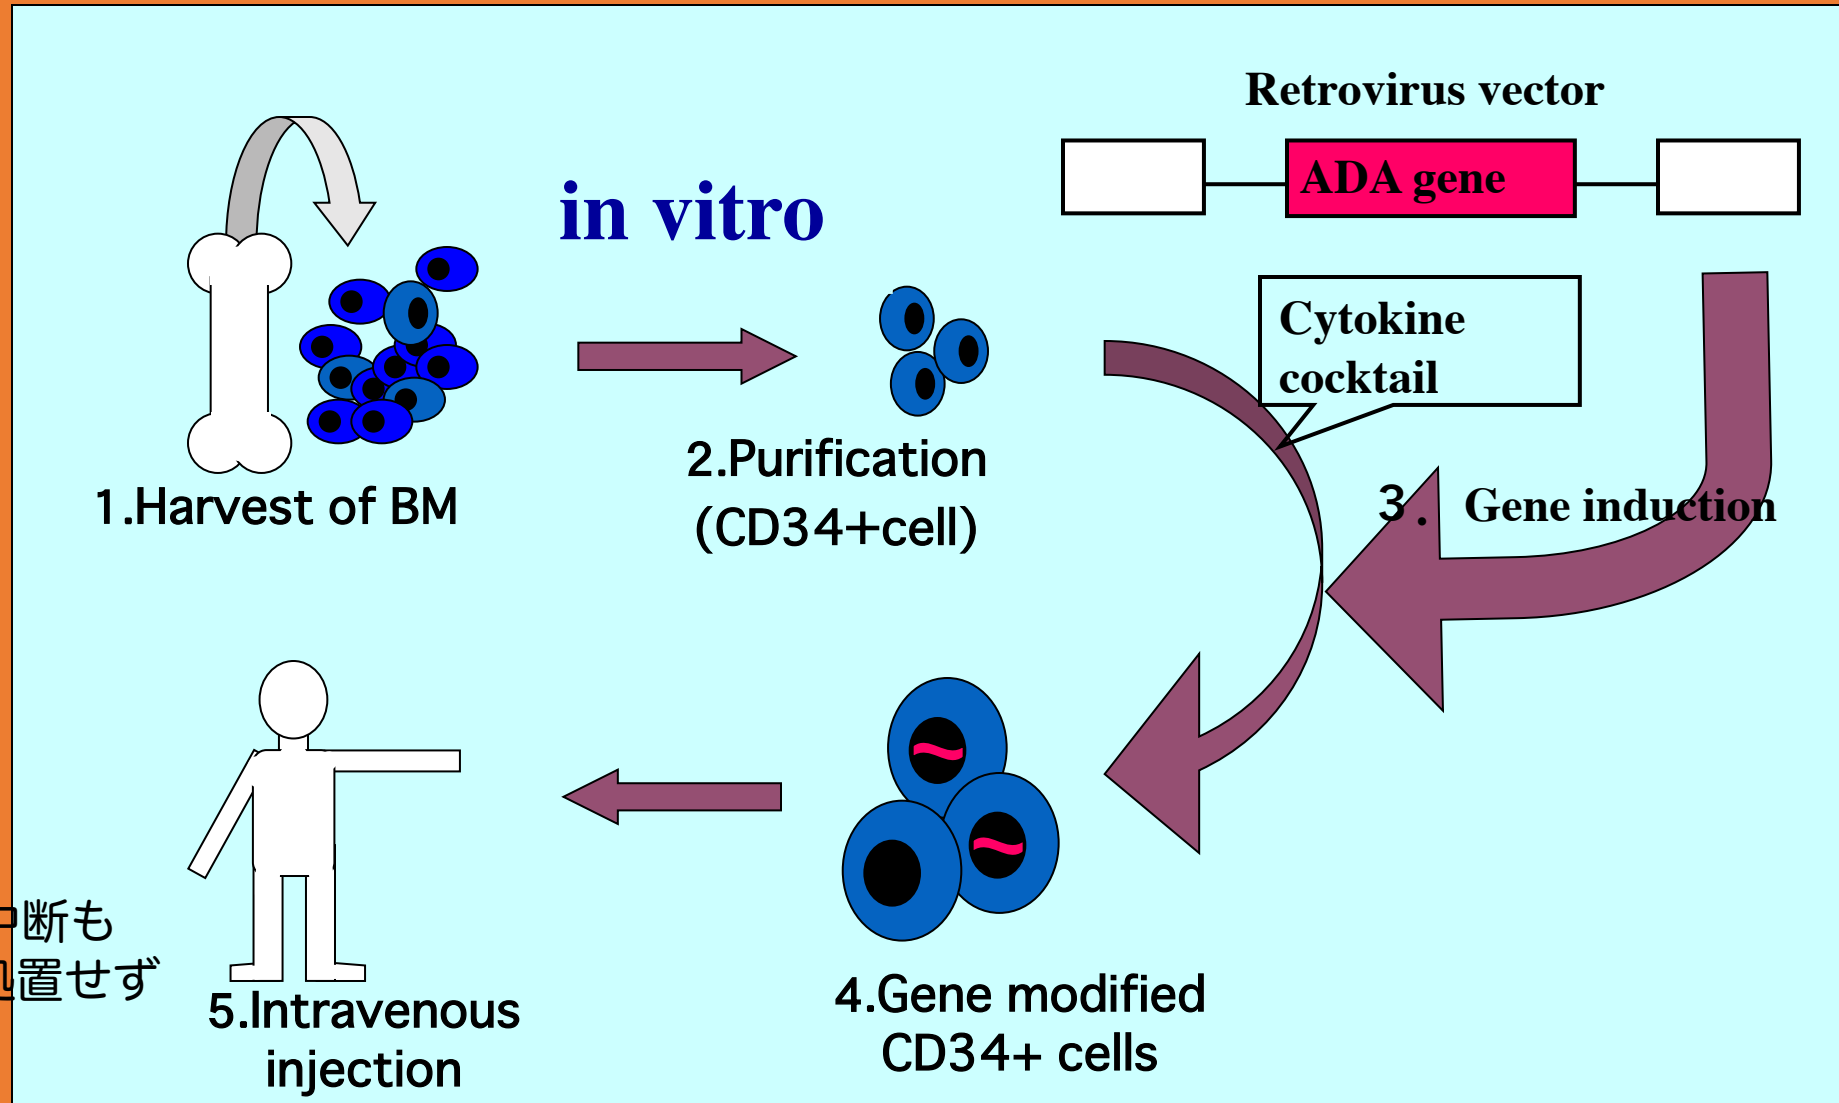 Retrovirus vector
ADA gene
in vitro
Cytokine
cocktail
2.Purification
(CD34+cell)
1.Harvest of BM
3. Gene induction
断も
置せず
5.Intravenous
injection
4.Gene modified
CD34+ cells